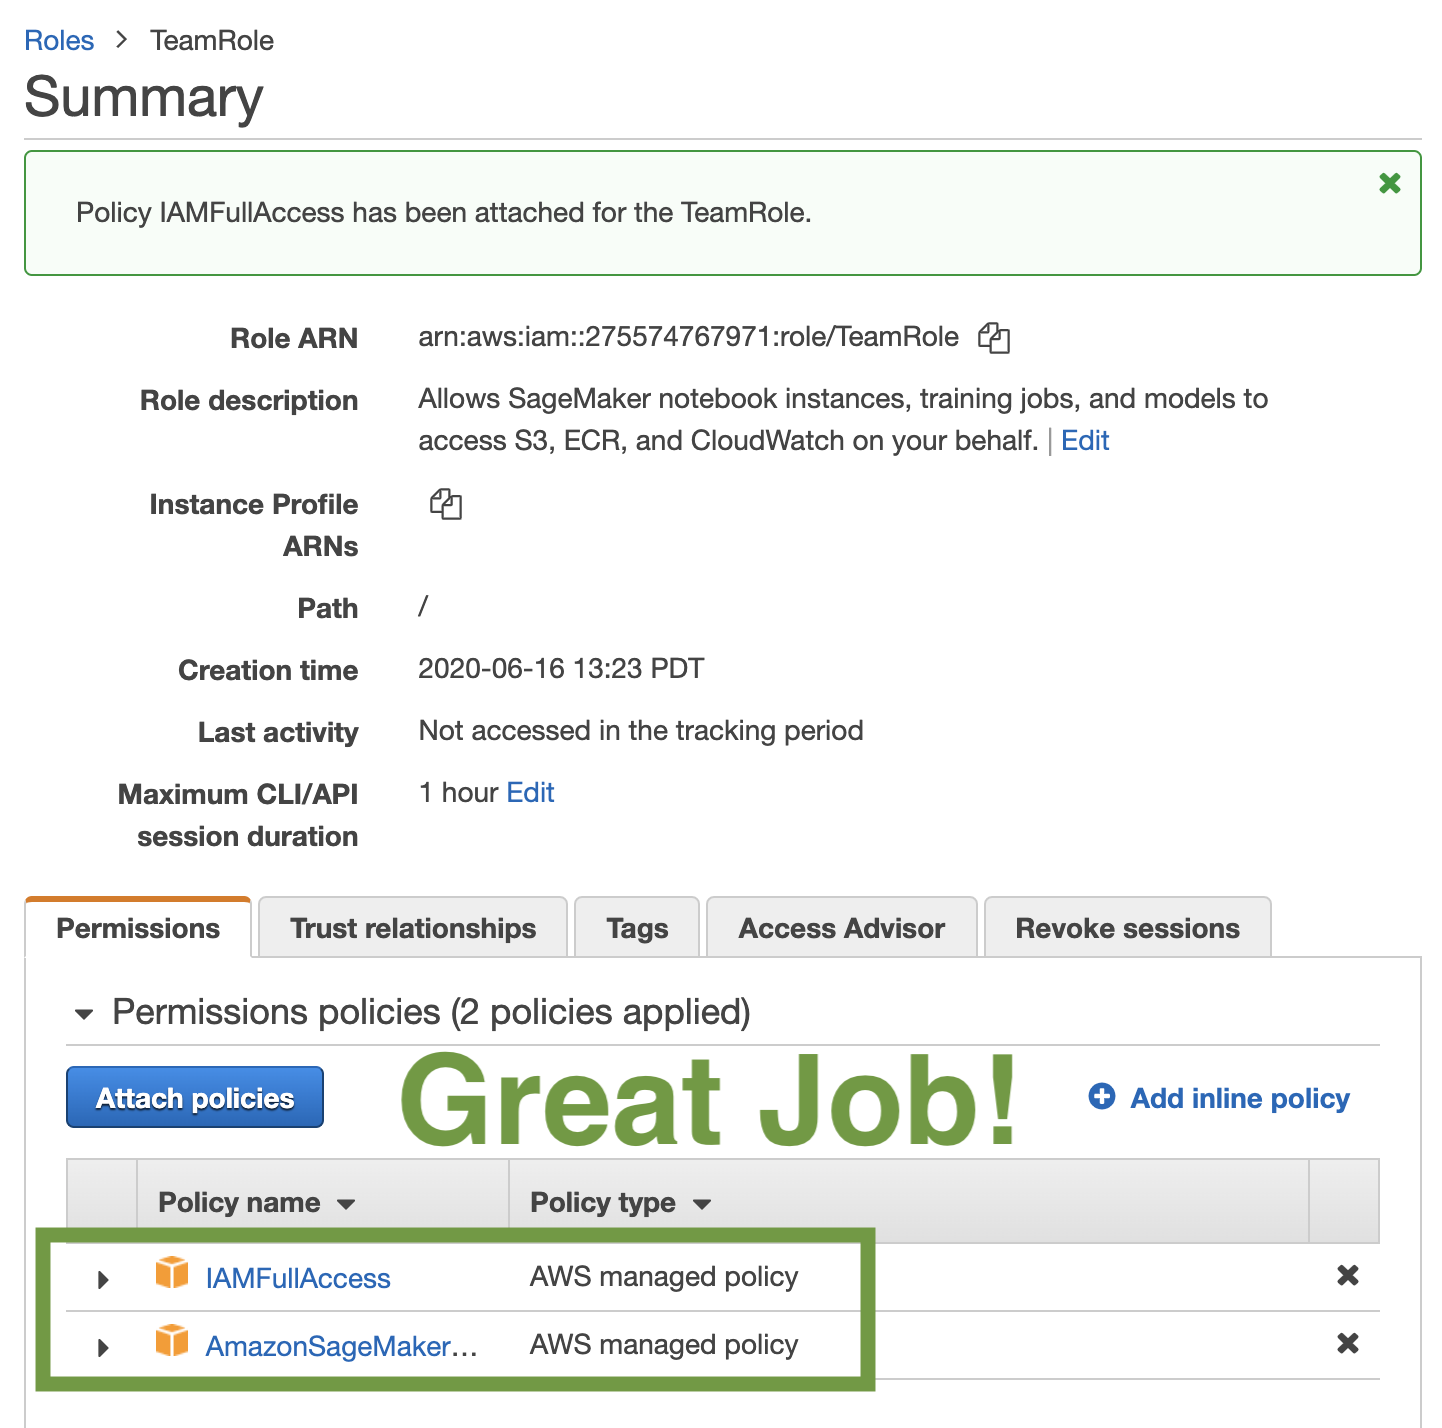 Roles > TeamRole
Summary
Policy IAMFullAccess has been attached for the TeamRole.
Role ARN arn:aws:iam::275574767971:role/TeamRole
Role description Allows SageMaker notebook instances, training jobs, and models to
access S3, ECR, and CloudWatch on your behalf. | Edit
Instance Profile
ARNs
Path /
Creation time 2020-06-16 13:23 PDT
Last activity Not accessed in the tracking period
Maximum CLI/API 1 hour Edit
session duration
Permissions Trust relationships Tags Access Advisor Revoke sessions
Permissions policies (2 policies applied)
Attach policies Great Job! Add inline policy
Policy name Policy type
IAMFullAccess AWS managed policy
AmazonSageMaker... AWS managed policy